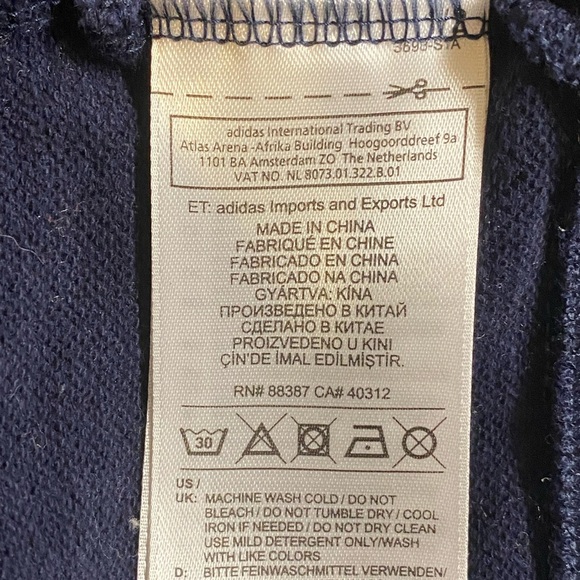 3693-S1A
adidas International Trading BV
Atlas Arena -Afrika Building Hoogoorddreef 9a
1101 BA Amsterdam ZO The Netherlands
VAT NO. NL 8073.01.322.B.01
ET: adidas Imports and Exports Ltd
MADE IN CHINA
FABRIQUÉ EN CHINE
FABRICADO EN CHINA
FABRICADO NA CHINA
GYÁRTVA: KÍNA
ПРОИЗВЕДЕНО В КИТАЙ
СДЕЛАНО В КИТАЕ
PROIZVEDENO U KINI
ÇİN'DE İMAL EDİLMİŞTİR.
RN# 88387 CA# 40312
30
US /
UK: MACHINE WASH COLD / DO NOT
BLEACH / DO NOT TUMBLE DRY / COOL
IRON IF NEEDED / DO NOT DRY CLEAN
USE MILD DETERGENT ONLY/WASH
WITH LIKE COLORS
D: BITTE FEINWASCHMITTEL VERWENDEN/